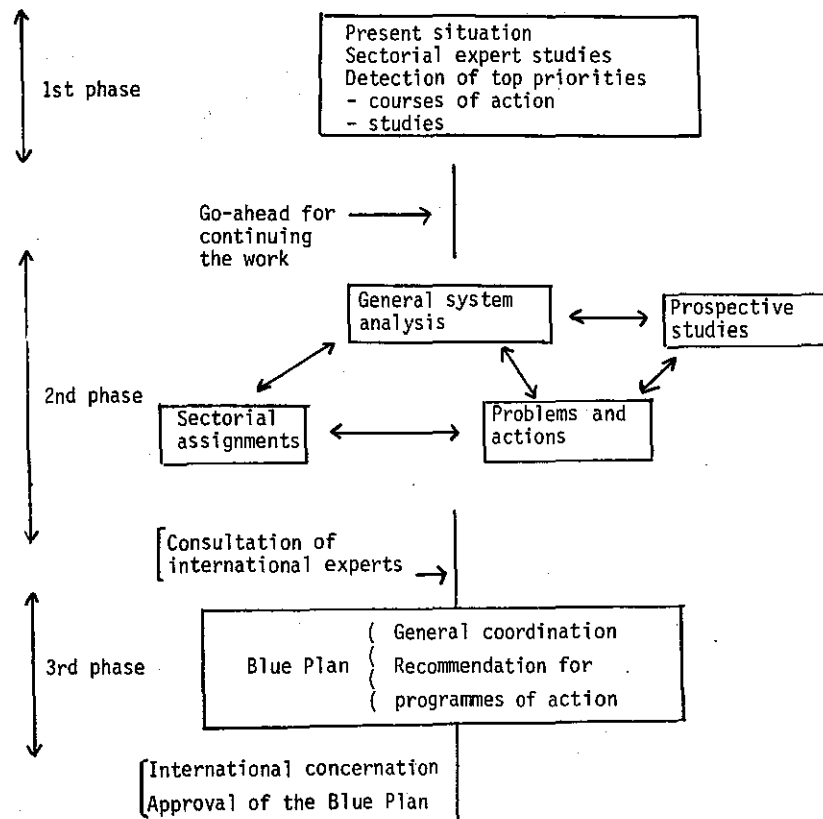 Present situation
Sectorial expert studies
Detection of top priorities
- courses of action
- studies
1st phase
Go-ahead for
continuing
the work
General system
analysis
Prospective
studies
2nd phase
Sectorial
assignments
Problems and
actions
Consultation of
international experts
3rd phase
Blue Plan
( General coordination
(
( Recommendation for
( programmes of action
International concernation
Approval of the Blue Plan